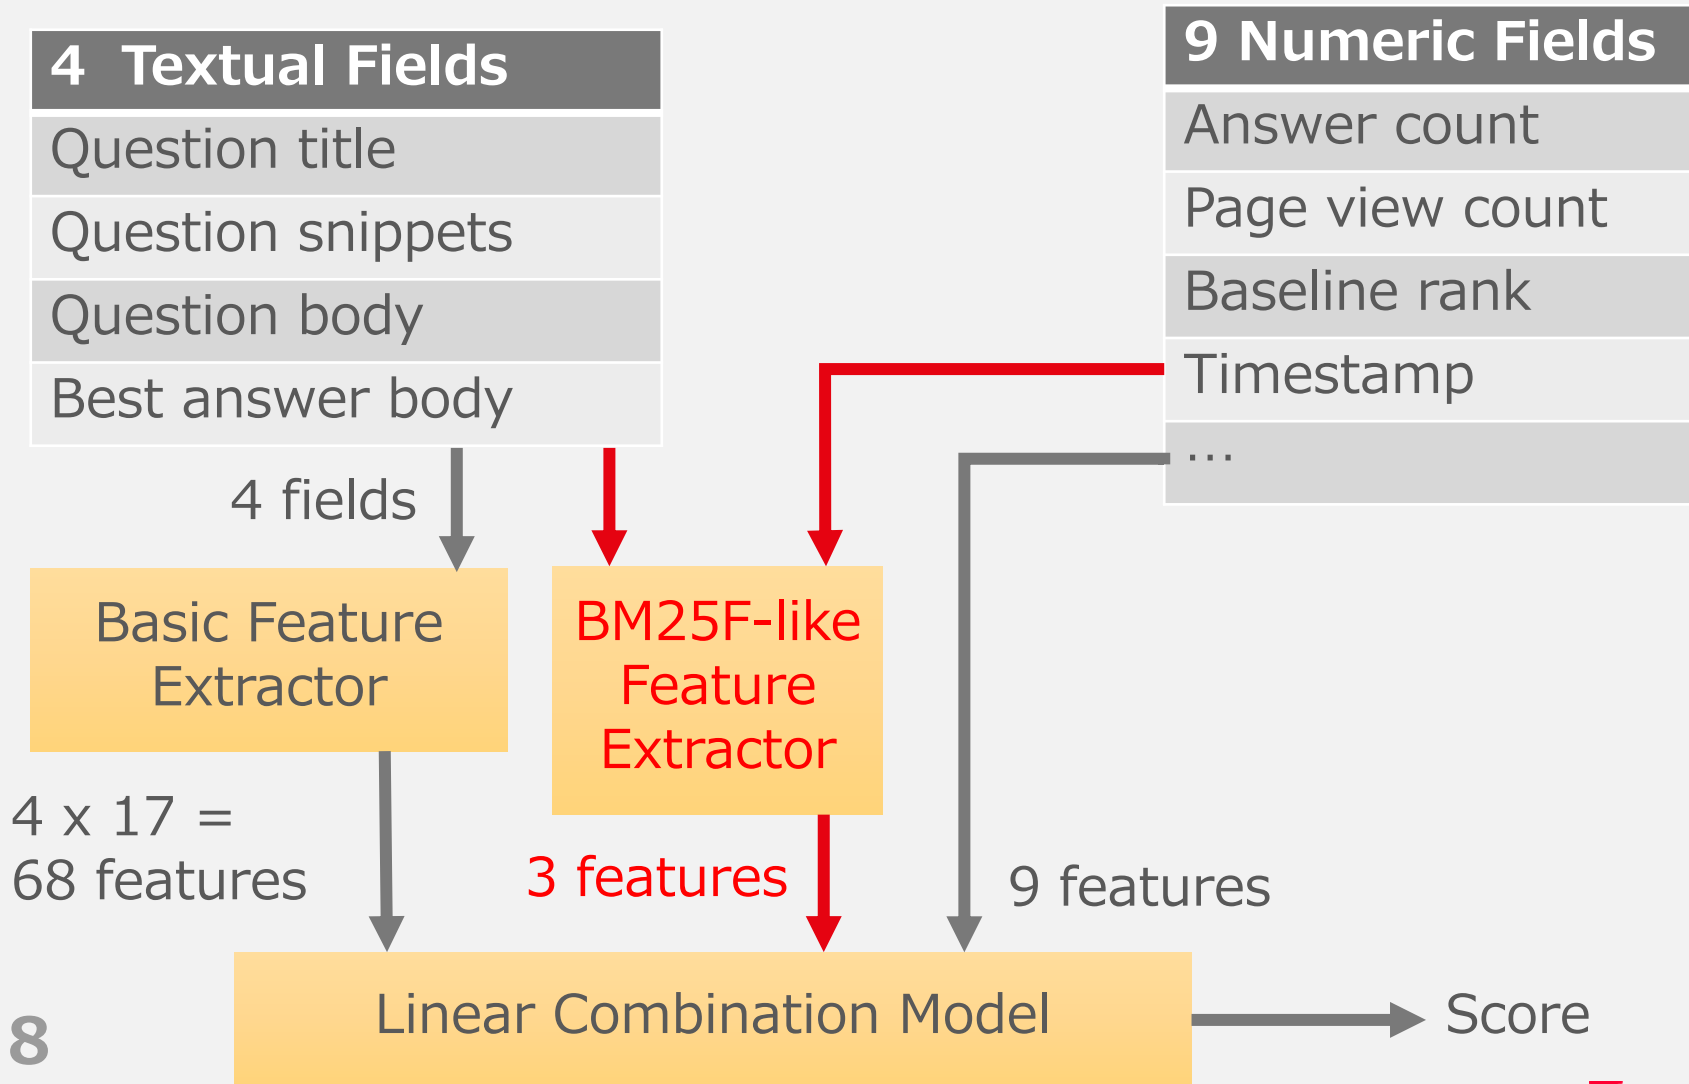 4 Textual Fields
Question title
Question snippets
Question body
Best answer body
9 Numeric Fields
Answer count
Page view count
Baseline rank
Timestamp
…
4 fields
Basic Feature
Extractor
BM25F-like
Feature
Extractor
4 x 17 =
68 features
3 features
9 features
Linear Combination Model
Score
8